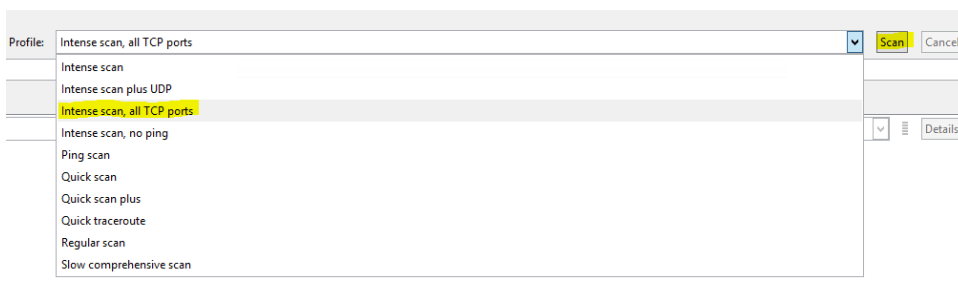 Profile: Intense scan, all TCP ports Scan Cancel
Intense scan
Intense scan plus UDP
Intense scan, all TCP ports
Intense scan, no ping
Details
Ping scan
Quick scan
Quick scan plus
Quick traceroute
Regular scan
Slow comprehensive scan